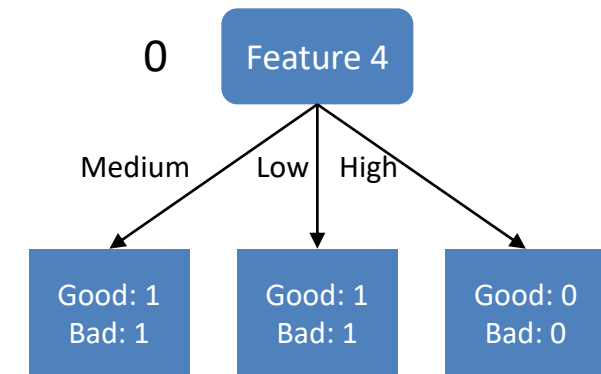 0
Feature 4
Medium
Low
High
Good: 1
Bad: 1
Good: 1
Bad: 1
Good: 0
Bad: 0